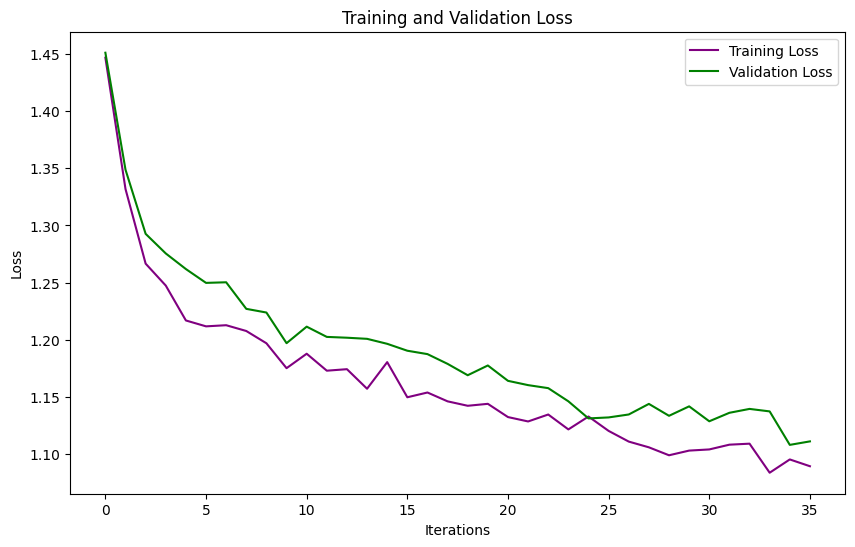 Training and Validation Loss
Training Loss
Validation Loss
Loss
1.45
1.40
1.35
1.30
1.25
1.20
1.15
1.10
0 5 10 15 20 25 30 35
Iterations